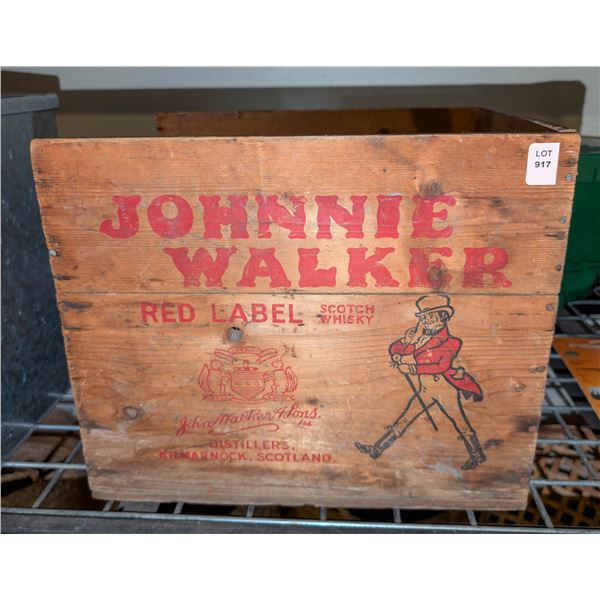 LOT
917
JOHNNIE
WALKER
RED LABEL SCOTCH
WHISKY
John Walker & Sons. Ltd
DISTILLERS,
KILMARNOCK, SCOTLAND.